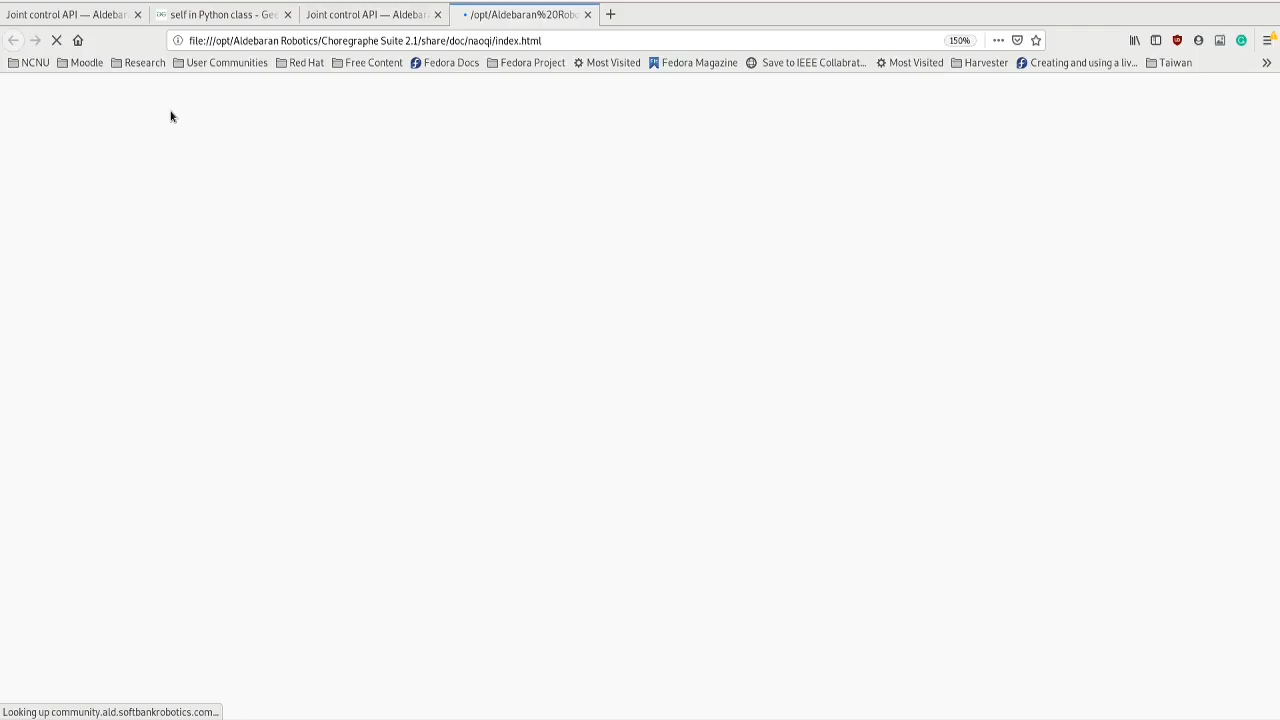 Joint control API — Aldebar
self in Python class - Gee
Joint control API — Aldebar
/opt/Aldebaran%20Robo
file:///opt/Aldebaran Robotics/Choregraphe Suite 2.1/share/doc/naoqi/index.html
150%
NCNU Moodle Research User Communities Red Hat Free Content Fedora Docs Fedora Project Most Visited Fedora Magazine Save to IEEE Collabrat... Most Visited Harvester Creating and using a liv... Taiwan
Looking up community.ald.softbankrobotics.com...